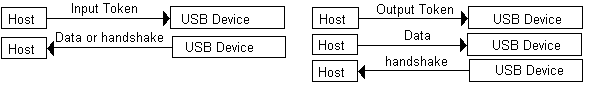 Host Input Token USB Device
Host Data or handshake USB Device
Host Output Token USB Device
Host Data USB Device
Host handshake USB Device